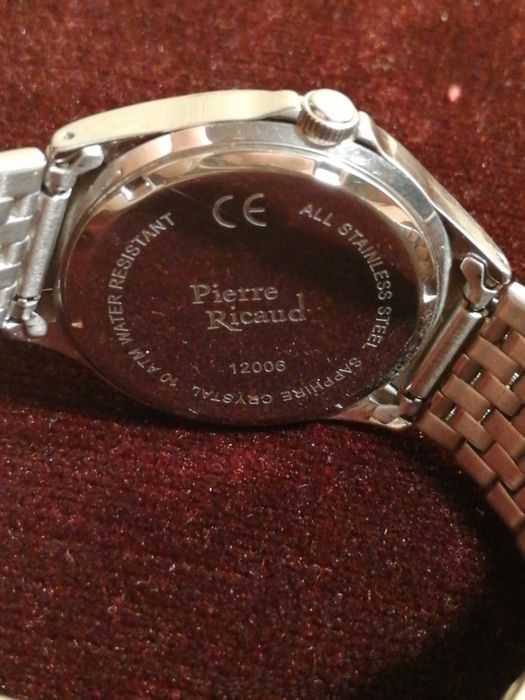 CE
ALL STAINLESS STEEL SAPPHIRE CRYSTAL 10 ATM WATER RESISTANT
Pierre
Ricaud
12006